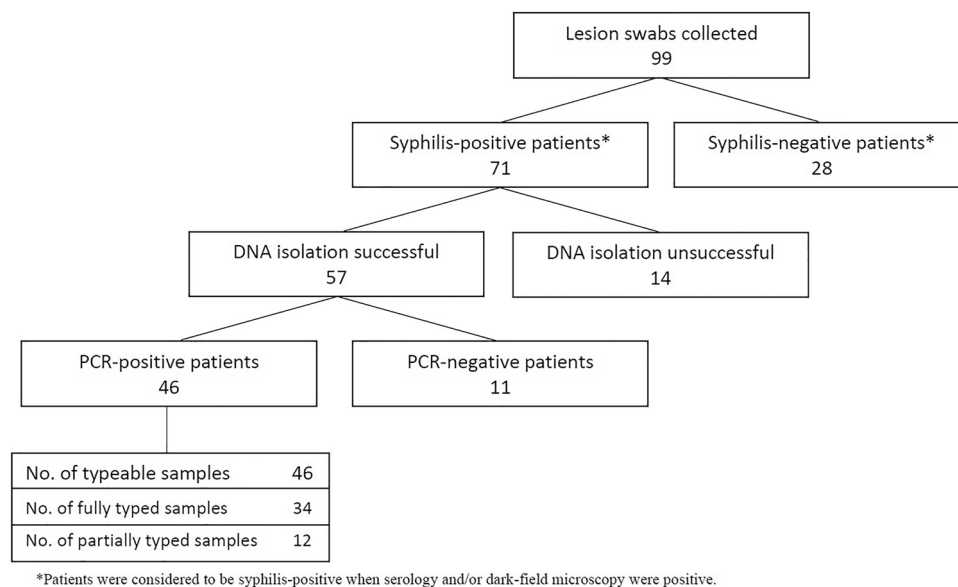 Lesion swabs collected
99
Syphilis-positive patients*
71
Syphilis-negative patients*
28
DNA isolation successful
57
DNA isolation unsuccessful
14
PCR-positive patients
46
PCR-negative patients
11
No. of typeable samples 46
No. of fully typed samples 34
No. of partially typed samples 12
*Patients were considered to be syphilis-positive when serology and/or dark-field microscopy were positive.